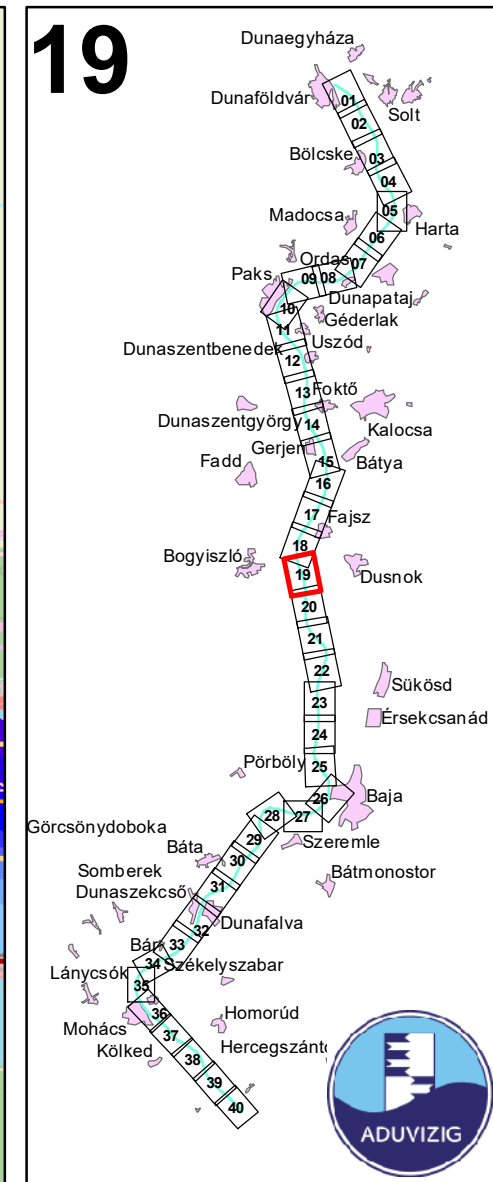 19
Dunaegyháza
Dunaföldvár
01
Solt
02
Bölcske
03
04
05
Madocsa
Harta
06
Ordas
07
Paks
09
08
Dunapataj
10
Géderlak
11
Uszód
Dunaszentbenedek
12
13
Foktő
Dunaszentgyörgy
14
Kalocsa
Gerjen
15
Bátya
Fadd
16
17
Fajsz
18
Bogyiszló
19
Dusnok
20
21
22
Sükösd
23
Érsekcsanád
24
Pörböly
25
26
Baja
28
27
Görcsönydoboka
29
Szeremle
Báta
30
Somberek
Bátmonostor
31
Dunaszekcső
32
Dunafalva
Bár
33
34
Székelyszabar
Lánycsók
35
36
Homorúd
Mohács
37
Kölked
38
Hercegszántó
39
40
ADUVIZIG